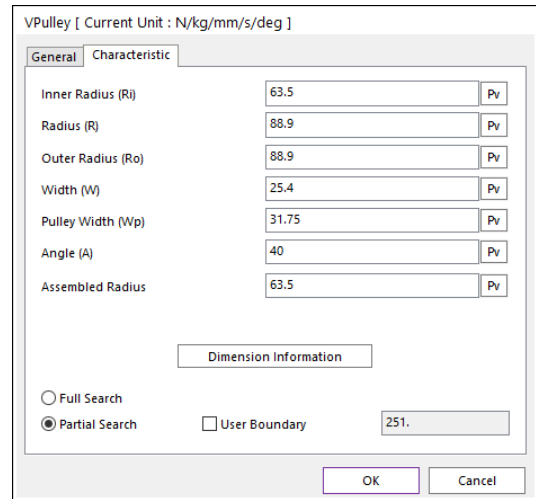 VPulley [ Current Unit : N/kg/mm/s/deg ]
General Characteristic
Inner Radius (Ri) 63.5 Pv
Radius (R) 88.9 Pv
Outer Radius (Ro) 88.9 Pv
Width (W) 25.4 Pv
Pulley Width (Wp) 31.75 Pv
Angle (A) 40 Pv
Assembled Radius 63.5 Pv
Dimension Information
Full Search
Partial Search User Boundary 251.
OK Cancel